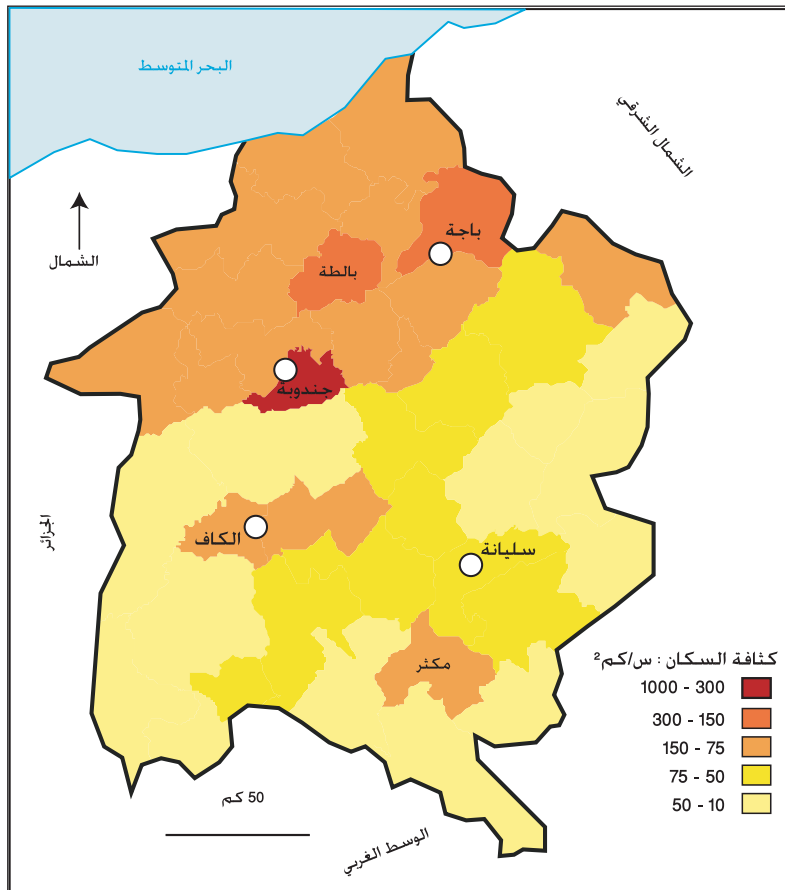 البحر المتوسط
الشمال الشرقي
الشمال
باجة
بالطة
جندوبة
الكاف
الجزائر
سليانة
مكثر
كثافة السكان : س/كم²
1000 - 300
300 - 150
150 - 75
75 - 50
50 - 10
50 كم
الوسط الغربي